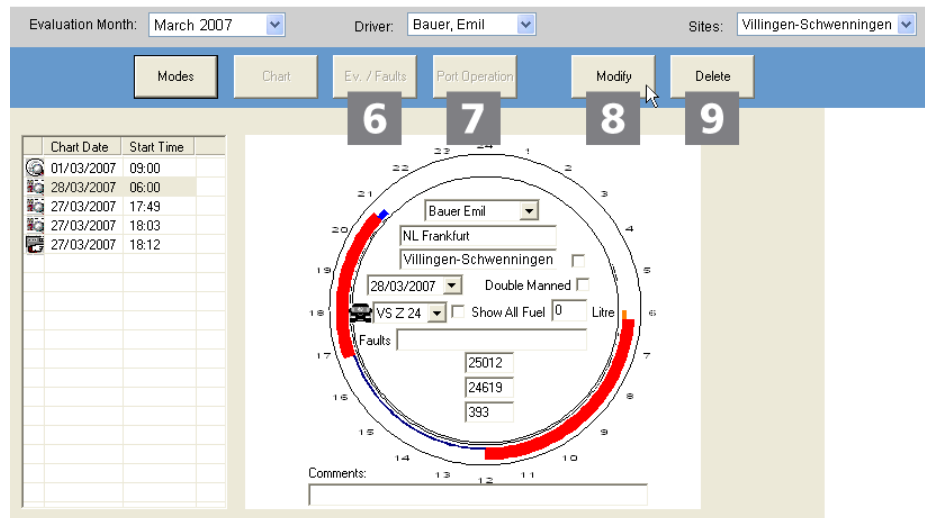 Evaluation Month: March 2007 Driver: Bauer, Emil Sites: Villingen-Schwenningen
Modes Chart Ev. / Faults Port Operation Modify Delete
6 7 8 9
Chart Date Start Time
01/03/2007 09:00
28/03/2007 06:00
27/03/2007 17:49
27/03/2007 18:03
27/03/2007 18:12
23 24 1
22 2
21 3
Bauer Emil
20 4
NL Frankfurt
Villingen-Schwenningen
19 5
28/03/2007 Double Manned
18 VS Z 24 Show All Fuel 0 Litre 6
Faults
17 7
25012
24619
16 8
393
15 9
14 10
13 12 11
Comments: